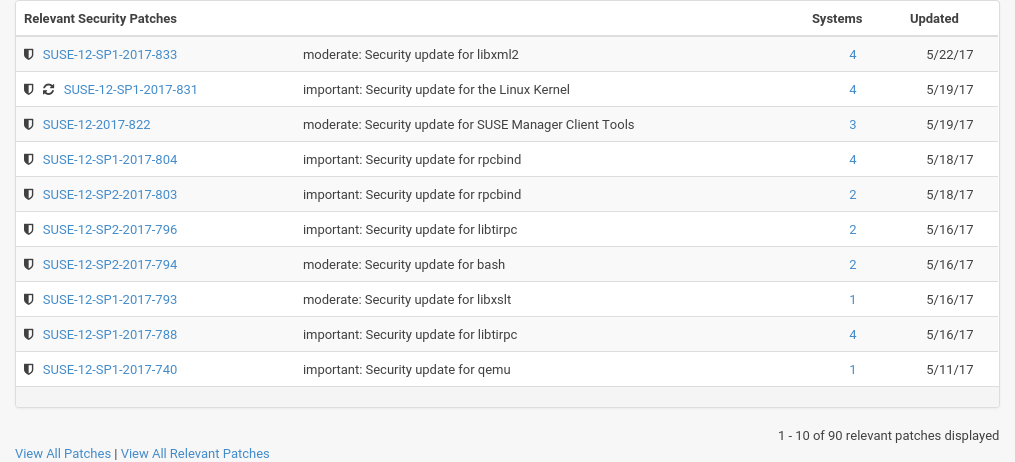 Relevant Security Patches Systems Updated
SUSE-12-SP1-2017-833 moderate: Security update for libxml2 4 5/22/17
SUSE-12-SP1-2017-831 important: Security update for the Linux Kernel 4 5/19/17
SUSE-12-2017-822 moderate: Security update for SUSE Manager Client Tools 3 5/19/17
SUSE-12-SP1-2017-804 important: Security update for rpcbind 4 5/18/17
SUSE-12-SP2-2017-803 important: Security update for rpcbind 2 5/18/17
SUSE-12-SP2-2017-796 important: Security update for libtirpc 2 5/16/17
SUSE-12-SP2-2017-794 moderate: Security update for bash 2 5/16/17
SUSE-12-SP1-2017-793 moderate: Security update for libxslt 1 5/16/17
SUSE-12-SP1-2017-788 important: Security update for libtirpc 4 5/16/17
SUSE-12-SP1-2017-740 important: Security update for qemu 1 5/11/17
1 - 10 of 90 relevant patches displayed
View All Patches | View All Relevant Patches